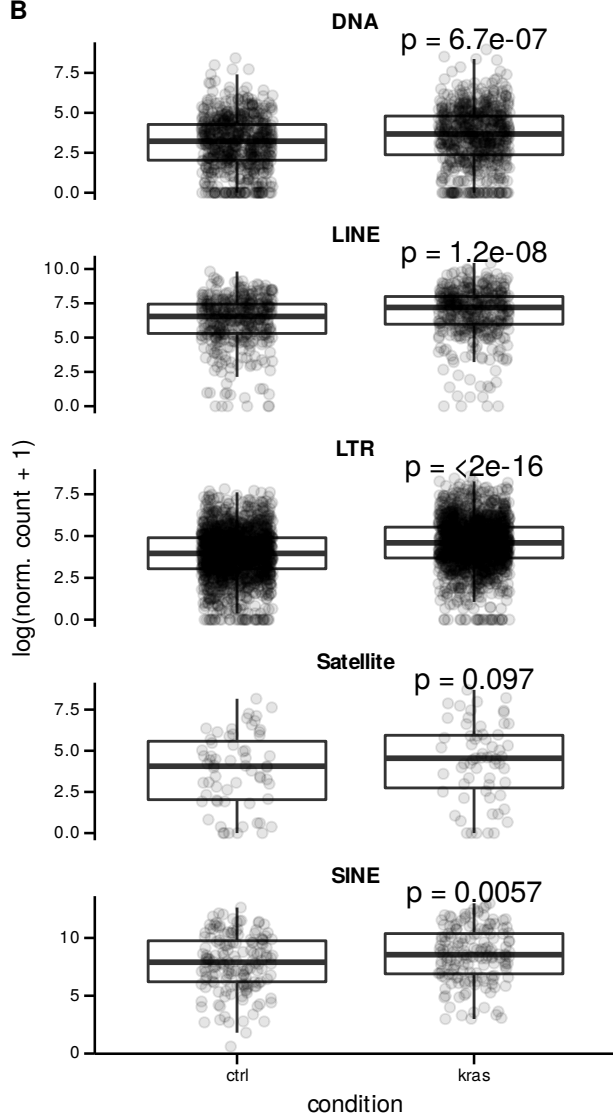 B
DNA
p = 6.7e-07
7.5
5.0
2.5
0.0
LINE
p = 1.2e-08
10.0
7.5
5.0
2.5
0.0
log(norm. count + 1)
LTR
p = <2e-16
7.5
5.0
2.5
0.0
Satellite
p = 0.097
7.5
5.0
2.5
0.0
SINE
p = 0.0057
10
5
0
ctrl
kras
condition